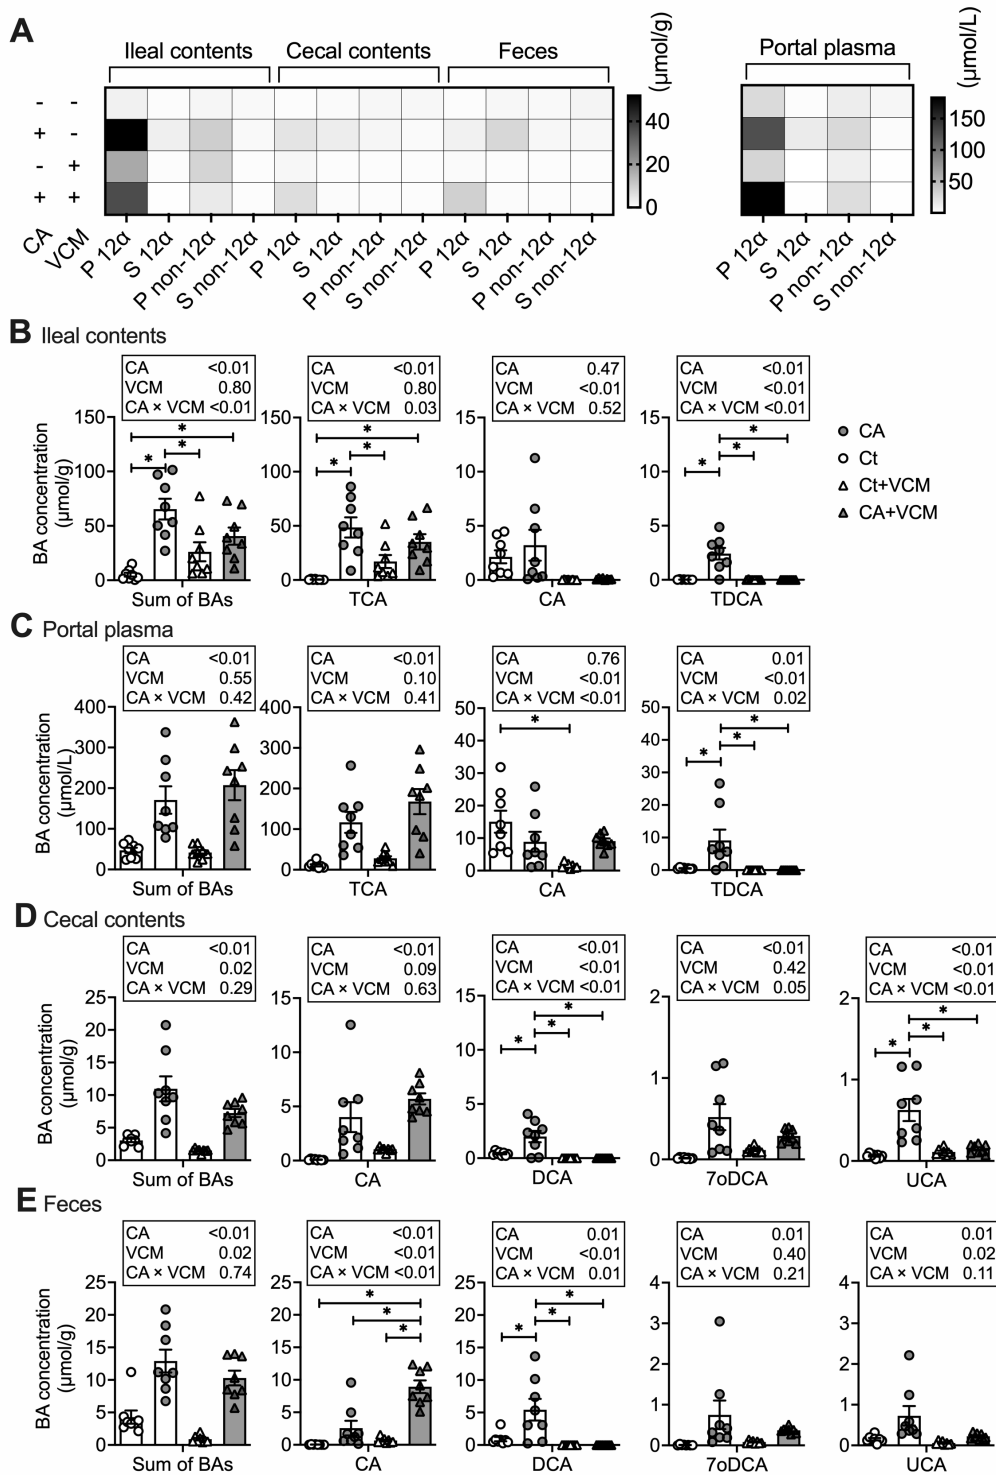 A
Ileal contents
Cecal contents
Feces
(μmol/g)
Portal plasma
(μmol/L)
- -
+ -
- +
+ +
40
20
0
150
100
50
CA
VCM
P 12α
S 12α
P non-12α
S non-12α
P 12α
S 12α
P non-12α
S non-12α
P 12α
S 12α
P non-12α
S non-12α
P 12α
S 12α
P non-12α
S non-12α
B Ileal contents
CA <0.01
VCM 0.80
CA × VCM <0.01
CA <0.01
VCM 0.80
CA × VCM 0.03
CA 0.47
VCM <0.01
CA × VCM 0.52
CA <0.01
VCM <0.01
CA × VCM <0.01
BA concentration
(μmol/g)
150
100
50
0
* * *
Sum of BAs
150
100
50
0
* * *
TCA
15
10
5
0
CA
15
10
5
0
* * *
TDCA
CA
Ct
Ct+VCM
CA+VCM
C Portal plasma
CA <0.01
VCM 0.55
CA × VCM 0.42
CA <0.01
VCM 0.10
CA × VCM 0.41
CA 0.76
VCM <0.01
CA × VCM <0.01
CA 0.01
VCM <0.01
CA × VCM 0.02
BA concentration
(μmol/L)
400
300
200
100
0
Sum of BAs
400
300
200
100
0
TCA
50
40
30
20
10
0
*
CA
50
40
30
20
10
0
* * *
TDCA
D Cecal contents
CA <0.01
VCM 0.02
CA × VCM 0.29
CA <0.01
VCM 0.09
CA × VCM 0.63
CA <0.01
VCM <0.01
CA × VCM <0.01
CA <0.01
VCM 0.42
CA × VCM 0.05
CA <0.01
VCM <0.01
CA × VCM <0.01
BA concentration
(μmol/g)
25
20
15
10
5
0
Sum of BAs
15
10
5
0
CA
15
10
5
0
* * *
DCA
2
1
0
7oDCA
2
1
0
* * *
UCA
E Feces
CA <0.01
VCM 0.02
CA × VCM 0.74
CA <0.01
VCM <0.01
CA × VCM <0.01
CA 0.01
VCM <0.01
CA × VCM 0.01
CA 0.01
VCM 0.40
CA × VCM 0.21
CA 0.01
VCM 0.02
CA × VCM 0.11
BA concentration
(μmol/g)
25
20
15
10
5
0
Sum of BAs
25
20
15
10
5
0
* * *
CA
25
20
15
10
5
0
* * *
DCA
4
3
2
1
0
7oDCA
4
3
2
1
0
UCA